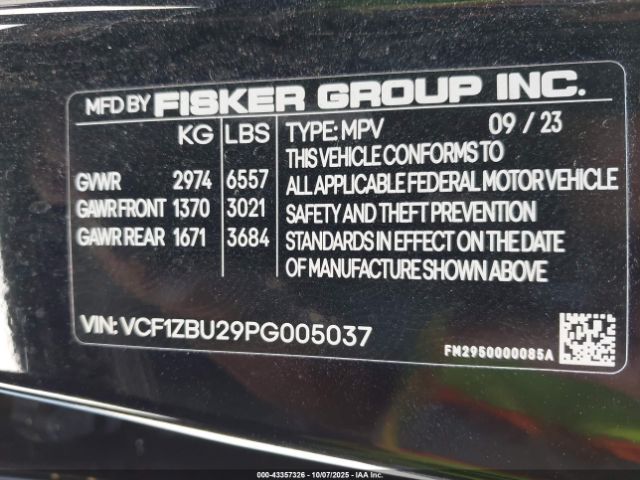 MFD BY FISKER GROUP INC.
KG LBS TYPE: MPV 09 / 23
THIS VEHICLE CONFORMS TO
GVWR 2974 6557 ALL APPLICABLE FEDERAL MOTOR VEHICLE
GAWR FRONT 1370 3021 SAFETY AND THEFT PREVENTION
GAWR REAR 1671 3684 STANDARDS IN EFFECT ON THE DATE
OF MANUFACTURE SHOWN ABOVE
VIN: VCF1ZBU29PG005037
FM2950000085A
000-43357326 - 10/07/2025 - IAA Inc.